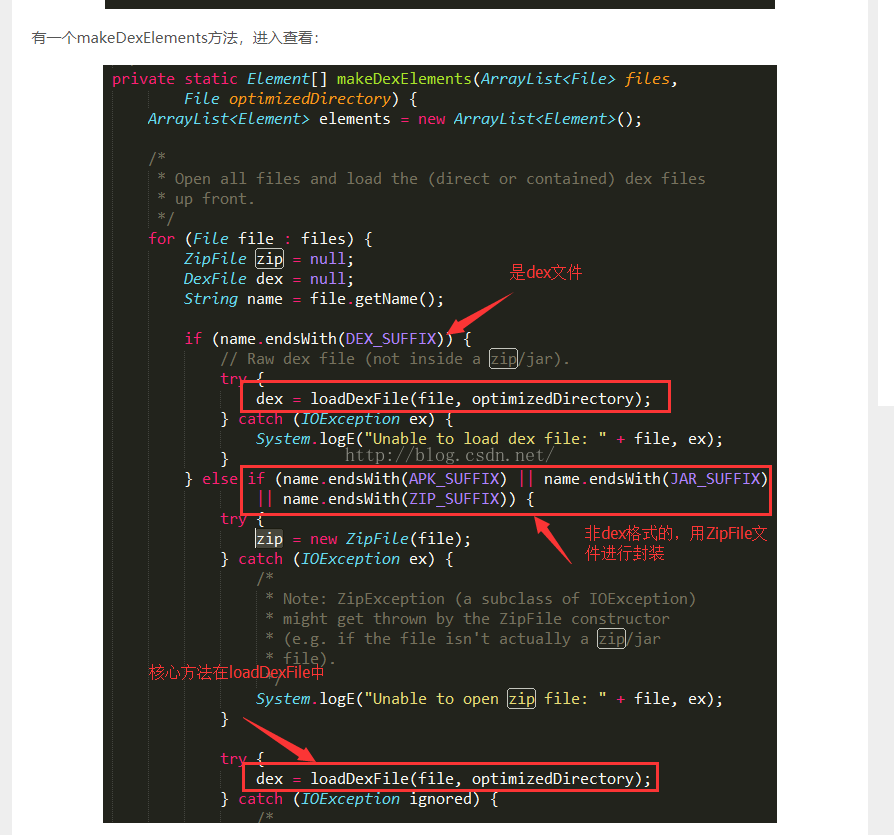 有一个makeDexElements方法，进入查看：
private static Element[] makeDexElements(ArrayList<File> files,
File optimizedDirectory) {
ArrayList<Element> elements = new ArrayList<Element>();
/*
* Open all files and load the (direct or contained) dex files
* up front.
*/
for (File file : files) {
ZipFile zip = null;
是dex文件
DexFile dex = null;
String name = file.getName();
if (name.endsWith(DEX_SUFFIX)) {
// Raw dex file (not inside a zip/jar).
try {
dex = loadDexFile(file, optimizedDirectory);
} catch (IOException ex) {
System.logE("Unable to load dex file: " + file, ex);
http://blog.csdn.net/
}
} else if (name.endsWith(APK_SUFFIX) || name.endsWith(JAR_SUFFIX)
|| name.endsWith(ZIP_SUFFIX)) {
try {
非dex格式的，用ZipFile文
件进行封装
zip = new ZipFile(file);
} catch (IOException ex) {
/*
* Note: ZipException (a subclass of IOException)
* might get thrown by the ZipFile constructor
* (e.g. if the file isn't actually a zip/jar
* file).
核心方法在loadDexFile中
*/
System.logE("Unable to open zip file: " + file, ex);
}
try {
dex = loadDexFile(file, optimizedDirectory);
} catch (IOException ignored) {
/*